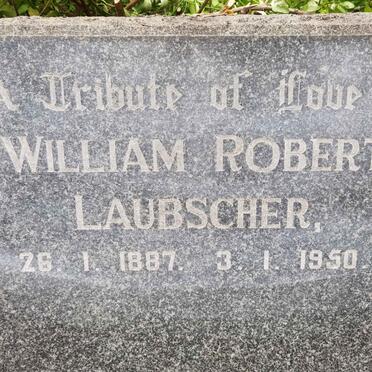 A Tribute of Love
WILLIAM ROBERT
LAUBSCHER,
26. 1. 1887. 3. 1. 1950.